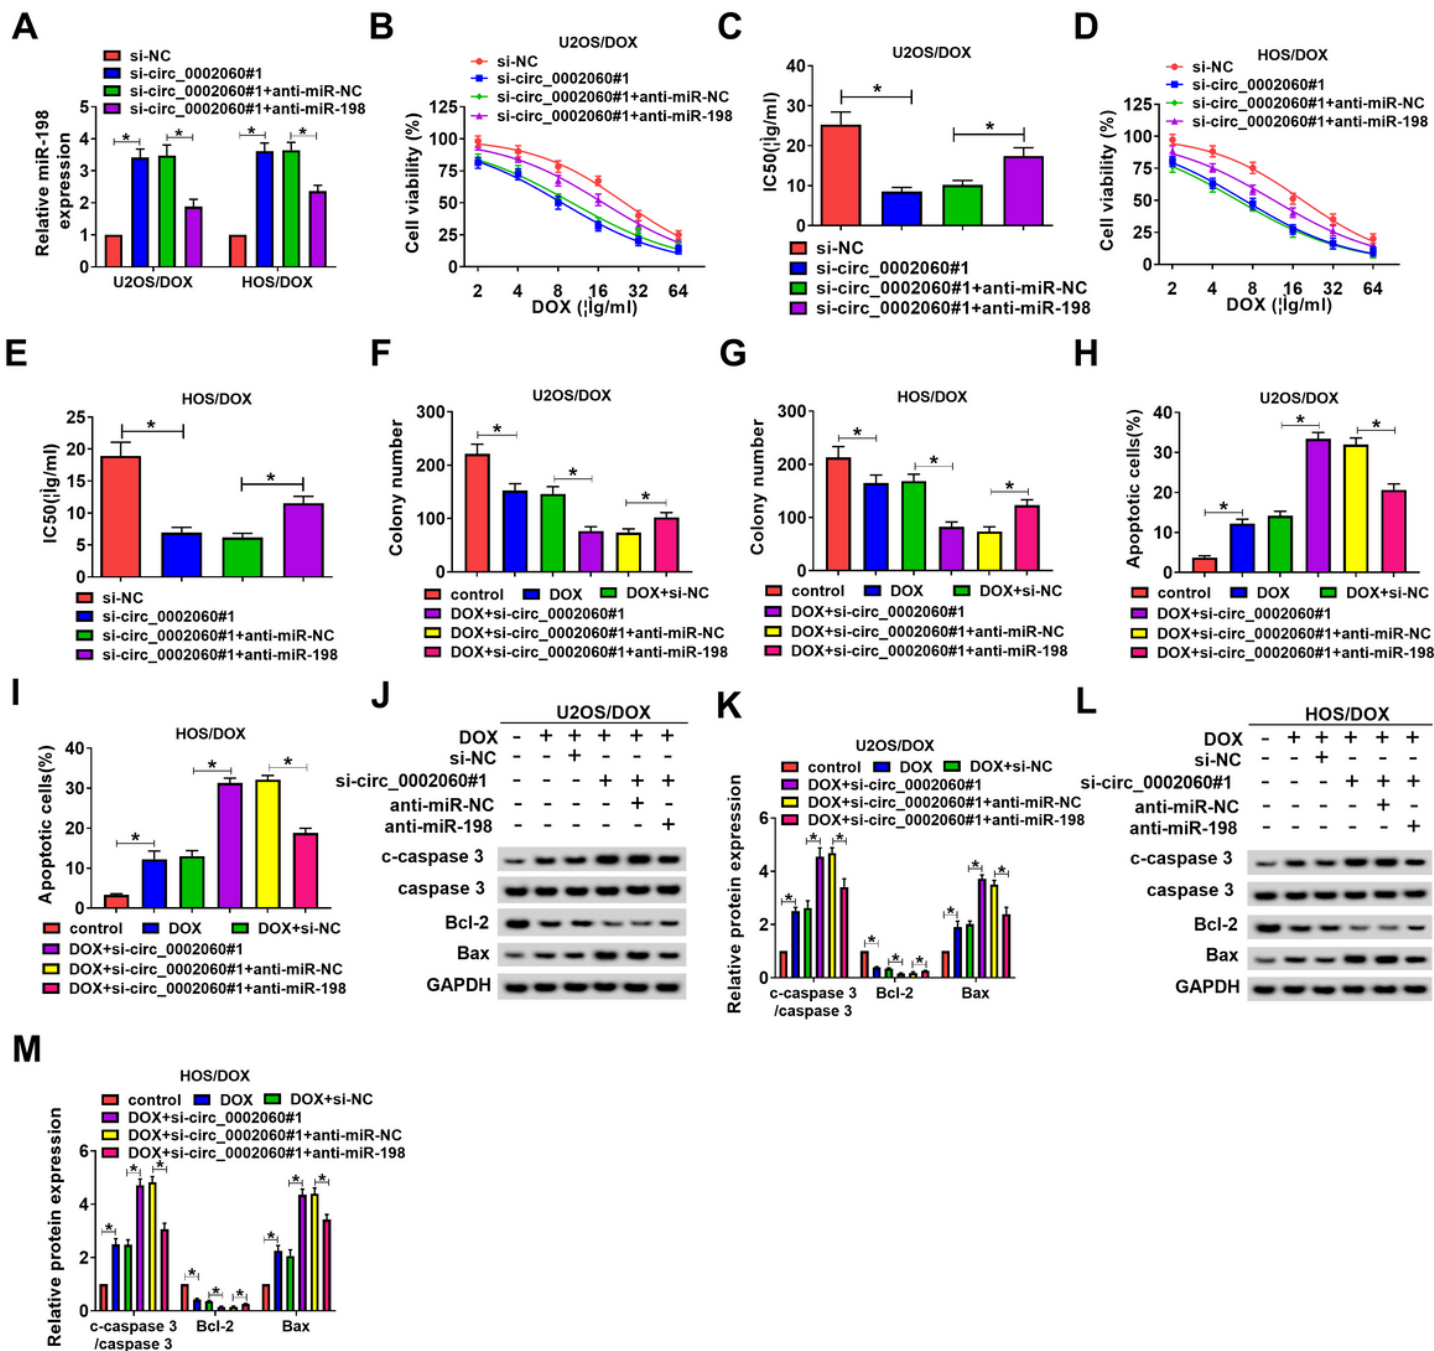 A
si-NC
si-circ_0002060#1
si-circ_0002060#1+anti-miR-NC
si-circ_0002060#1+anti-miR-198
Relative miR-198
expression
5
4
3
2
1
0
* * * *
U2OS/DOX HOS/DOX
B
U2OS/DOX
si-NC
si-circ_0002060#1
si-circ_0002060#1+anti-miR-NC
si-circ_0002060#1+anti-miR-198
Cell viability (%)
125
100
75
50
25
0
2 4 8 16 32 64
DOX (¦Ìg/ml)
C
U2OS/DOX
IC50(¦Ìg/ml)
40
30
20
10
0
* *
si-NC
si-circ_0002060#1
si-circ_0002060#1+anti-miR-NC
si-circ_0002060#1+anti-miR-198
D
HOS/DOX
si-NC
si-circ_0002060#1
si-circ_0002060#1+anti-miR-NC
si-circ_0002060#1+anti-miR-198
Cell viability (%)
125
100
75
50
25
0
2 4 8 16 32 64
DOX (¦Ìg/ml)
E
HOS/DOX
IC50(¦Ìg/ml)
25
20
15
10
5
0
* *
si-NC
si-circ_0002060#1
si-circ_0002060#1+anti-miR-NC
si-circ_0002060#1+anti-miR-198
F
U2OS/DOX
Colony number
300
200
100
0
* * *
control DOX DOX+si-NC
DOX+si-circ_0002060#1
DOX+si-circ_0002060#1+anti-miR-NC
DOX+si-circ_0002060#1+anti-miR-198
G
HOS/DOX
Colony number
300
200
100
0
* * *
control DOX DOX+si-NC
DOX+si-circ_0002060#1
DOX+si-circ_0002060#1+anti-miR-NC
DOX+si-circ_0002060#1+anti-miR-198
H
U2OS/DOX
Apoptotic cells(%)
40
30
20
10
0
* * *
control DOX DOX+si-NC
DOX+si-circ_0002060#1
DOX+si-circ_0002060#1+anti-miR-NC
DOX+si-circ_0002060#1+anti-miR-198
I
HOS/DOX
Apoptotic cells(%)
40
30
20
10
0
* * *
control DOX DOX+si-NC
DOX+si-circ_0002060#1
DOX+si-circ_0002060#1+anti-miR-NC
DOX+si-circ_0002060#1+anti-miR-198
J
U2OS/DOX
DOX - + + + + +
si-NC - - + - - -
si-circ_0002060#1 - - - + + +
anti-miR-NC - - - - + -
anti-miR-198 - - - - - +
c-caspase 3
caspase 3
Bcl-2
Bax
GAPDH
K
U2OS/DOX
control DOX DOX+si-NC
DOX+si-circ_0002060#1
DOX+si-circ_0002060#1+anti-miR-NC
DOX+si-circ_0002060#1+anti-miR-198
Relative protein expression
6
4
2
0
* * * * * * * * *
c-caspase 3 Bcl-2 Bax
/caspase 3
L
HOS/DOX
DOX - + + + + +
si-NC - - + - - -
si-circ_0002060#1 - - - + + +
anti-miR-NC - - - - + -
anti-miR-198 - - - - - +
c-caspase 3
caspase 3
Bcl-2
Bax
GAPDH
M
HOS/DOX
control DOX DOX+si-NC
DOX+si-circ_0002060#1
DOX+si-circ_0002060#1+anti-miR-NC
DOX+si-circ_0002060#1+anti-miR-198
Relative protein expression
6
4
2
0
* * * * * * * * *
c-caspase 3 Bcl-2 Bax
/caspase 3